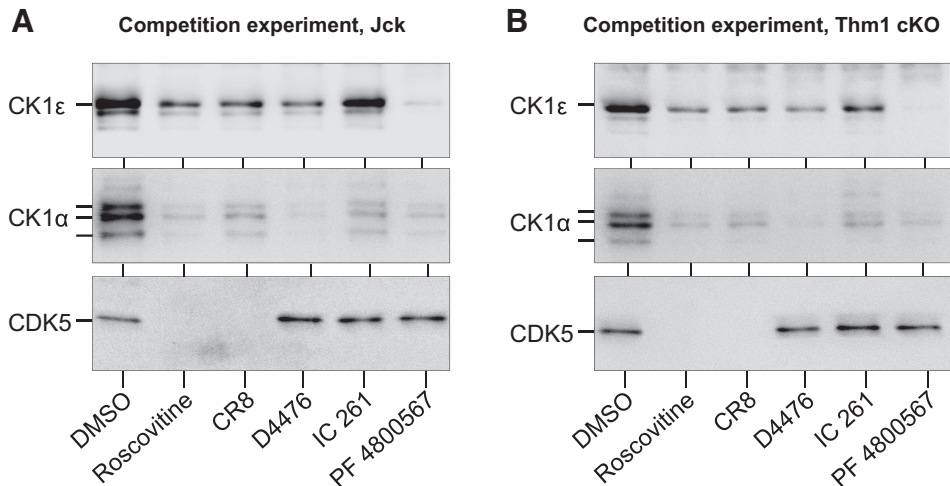 A
Competition experiment, Jck
CK1ε
CK1α
CDK5
DMSO
Roscovitine
CR8
D4476
IC 261
PF 4800567
B
Competition experiment, Thm1 cKO
CK1ε
CK1α
CDK5
DMSO
Roscovitine
CR8
D4476
IC 261
PF 4800567